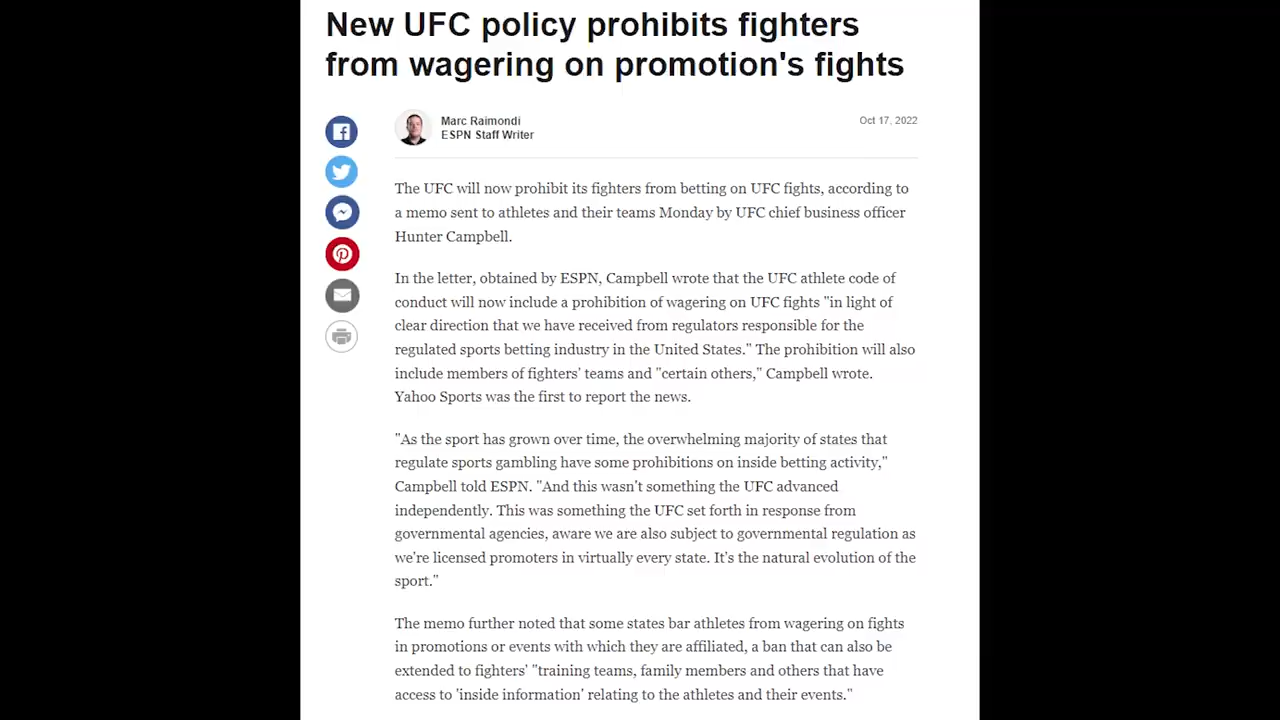 New UFC policy prohibits fighters
from wagering on promotion's fights
Marc Raimondi
ESPN Staff Writer
Oct 17, 2022
The UFC will now prohibit its fighters from betting on UFC fights, according to
a memo sent to athletes and their teams Monday by UFC chief business officer
Hunter Campbell.
In the letter, obtained by ESPN, Campbell wrote that the UFC athlete code of
conduct will now include a prohibition of wagering on UFC fights "in light of
clear direction that we have received from regulators responsible for the
regulated sports betting industry in the United States." The prohibition will also
include members of fighters' teams and "certain others," Campbell wrote.
Yahoo Sports was the first to report the news.
"As the sport has grown over time, the overwhelming majority of states that
regulate sports gambling have some prohibitions on inside betting activity,"
Campbell told ESPN. "And this wasn't something the UFC advanced
independently. This was something the UFC set forth in response from
governmental agencies, aware we are also subject to governmental regulation as
we're licensed promoters in virtually every state. It's the natural evolution of the
sport."
The memo further noted that some states bar athletes from wagering on fights
in promotions or events with which they are affiliated, a ban that can also be
extended to fighters' "training teams, family members and others that have
access to 'inside information' relating to the athletes and their events."